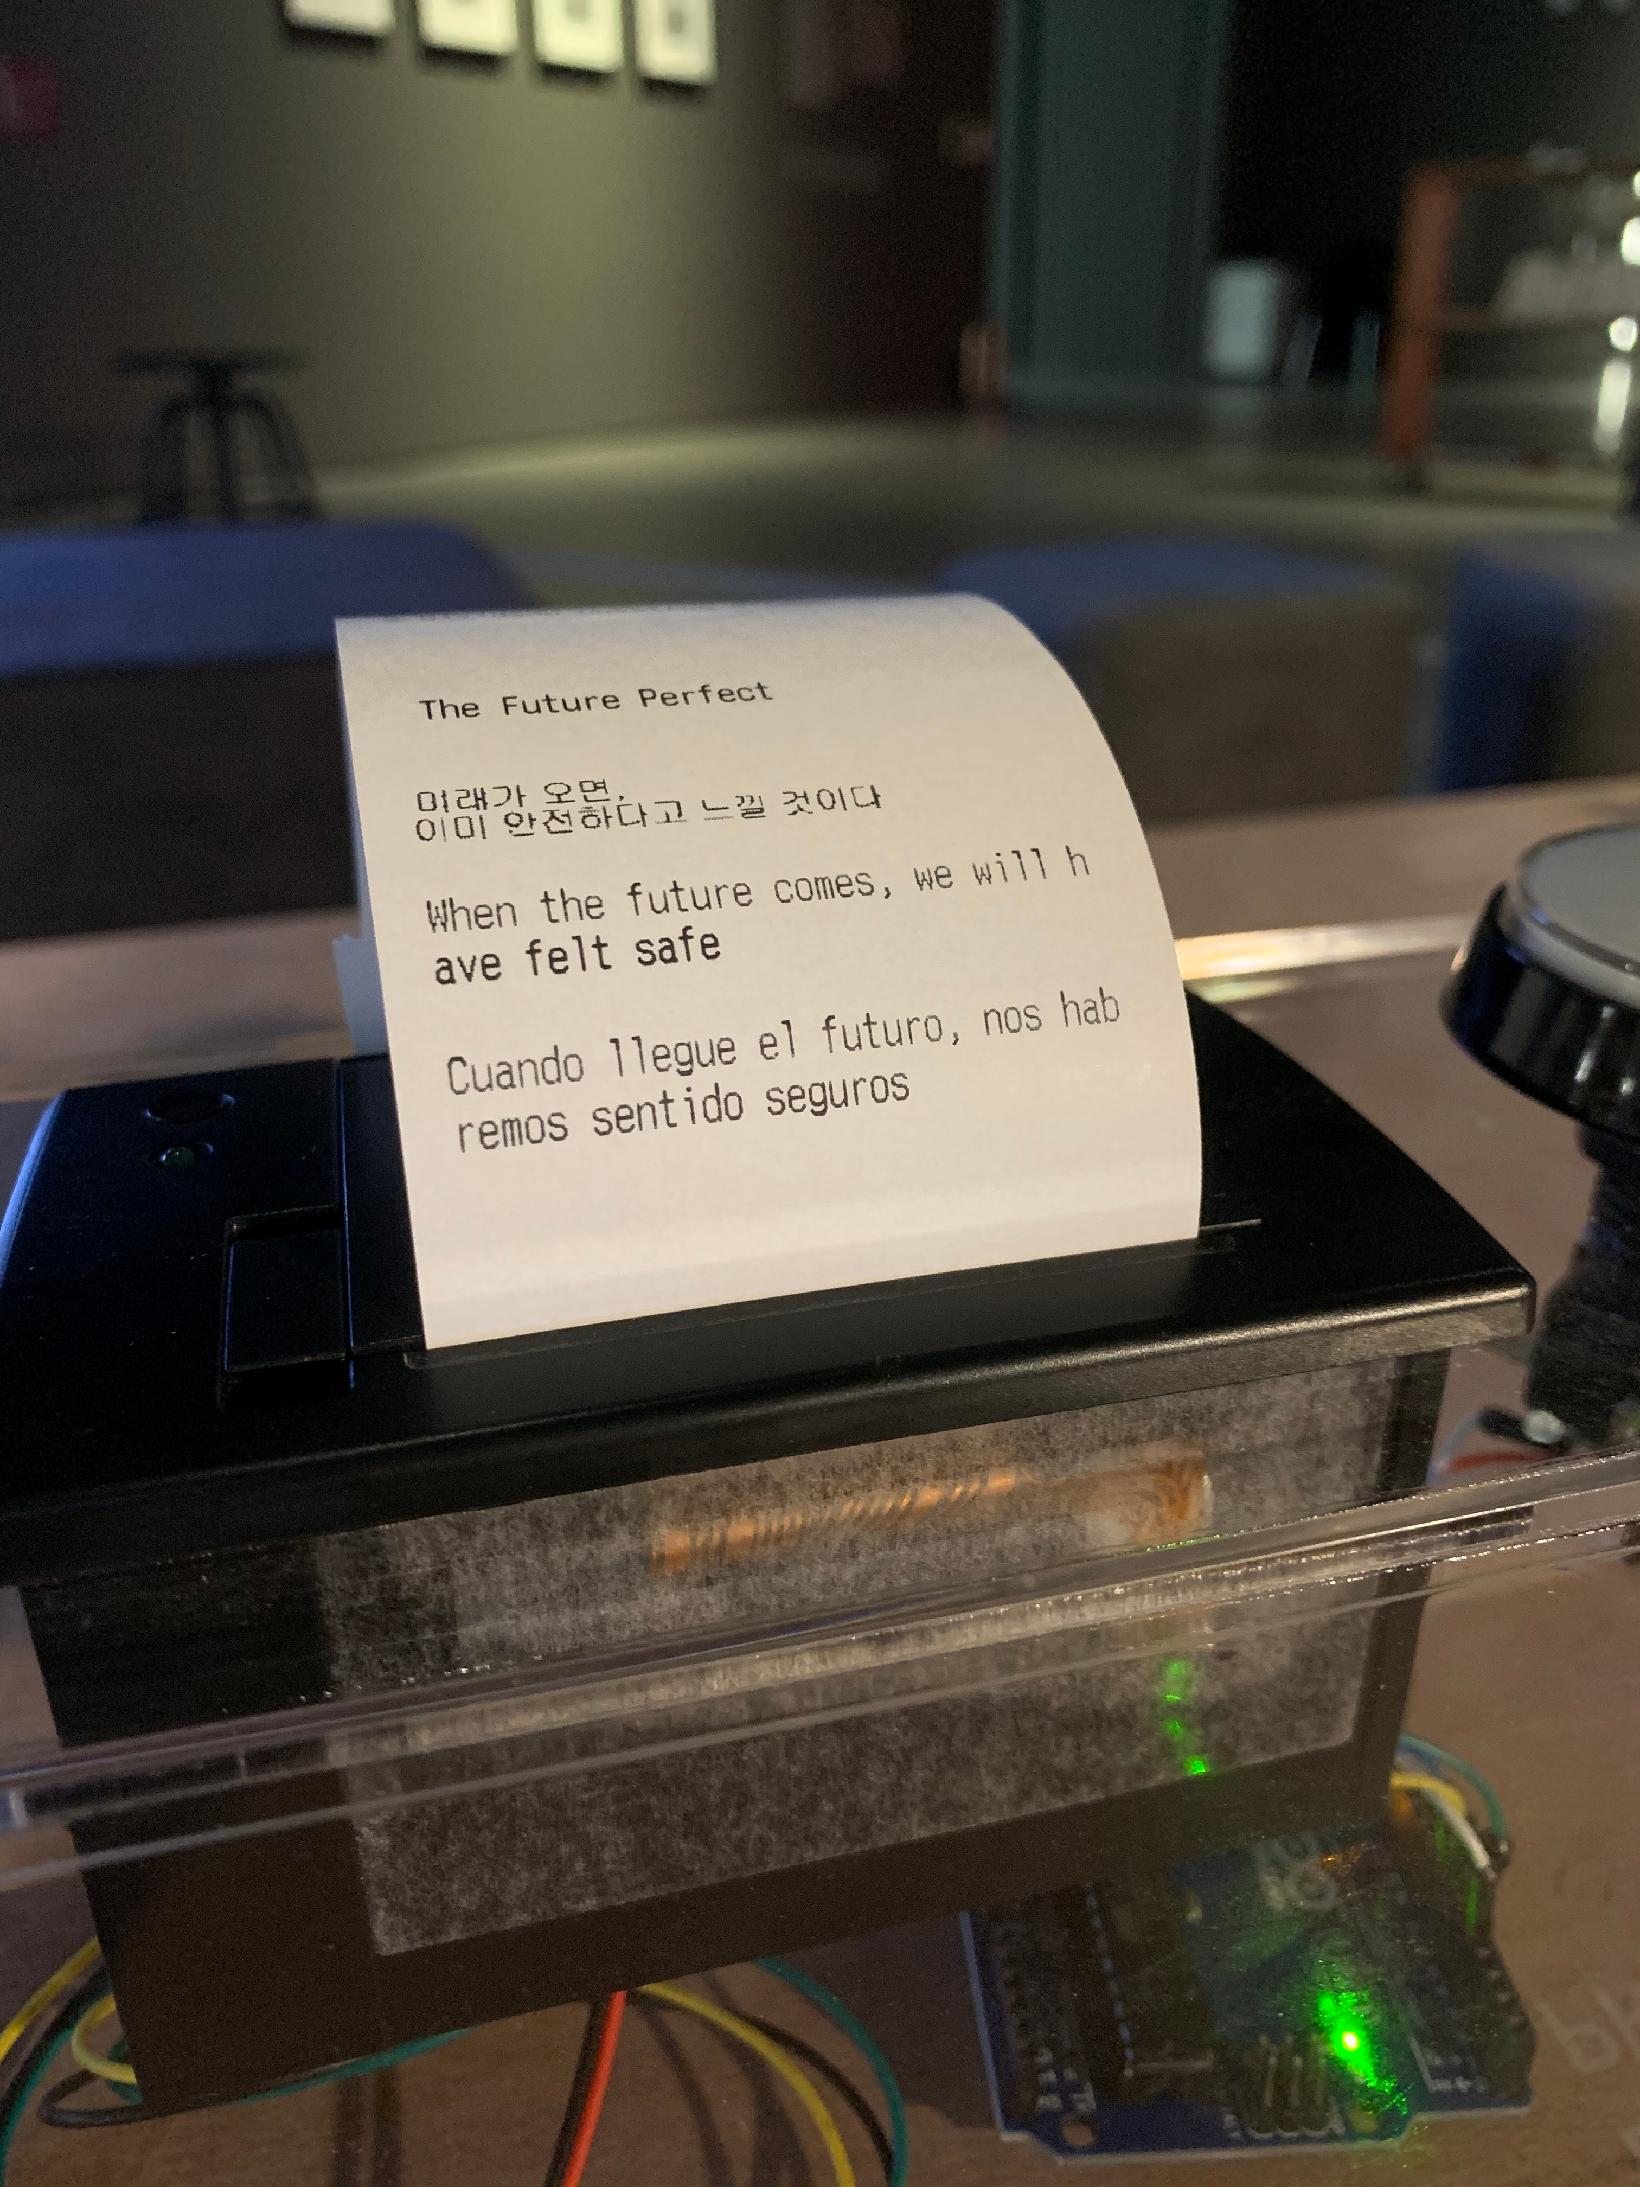 The Future Perfect
미래가 오면,
이미 안전하다고 느낄 것이다
When the future comes, we will h
ave felt safe
Cuando llegue el futuro, nos hab
remos sentido seguros